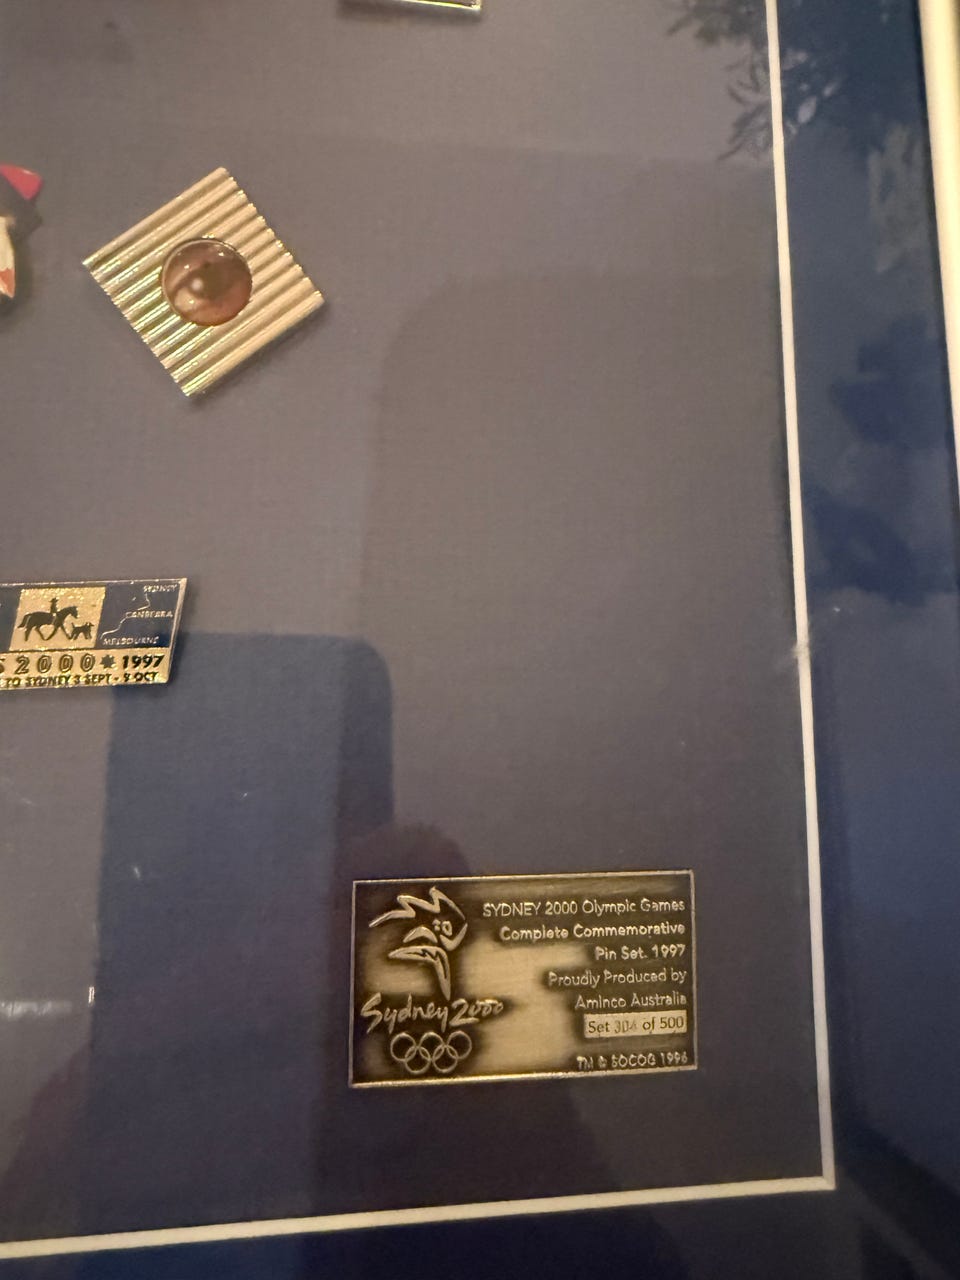 SYDNEY
CANBERRA
MELBOURNE
S 2000 * 1997
TO SYDNEY 3 SEPT - 9 OCT
SYDNEY 2000 Olympic Games
Complete Commemorative
Pin Set. 1997
Proudly Produced by
Aminco Australia
Set 304 of 500
TM © SOCOG 1996
Sydney 2000